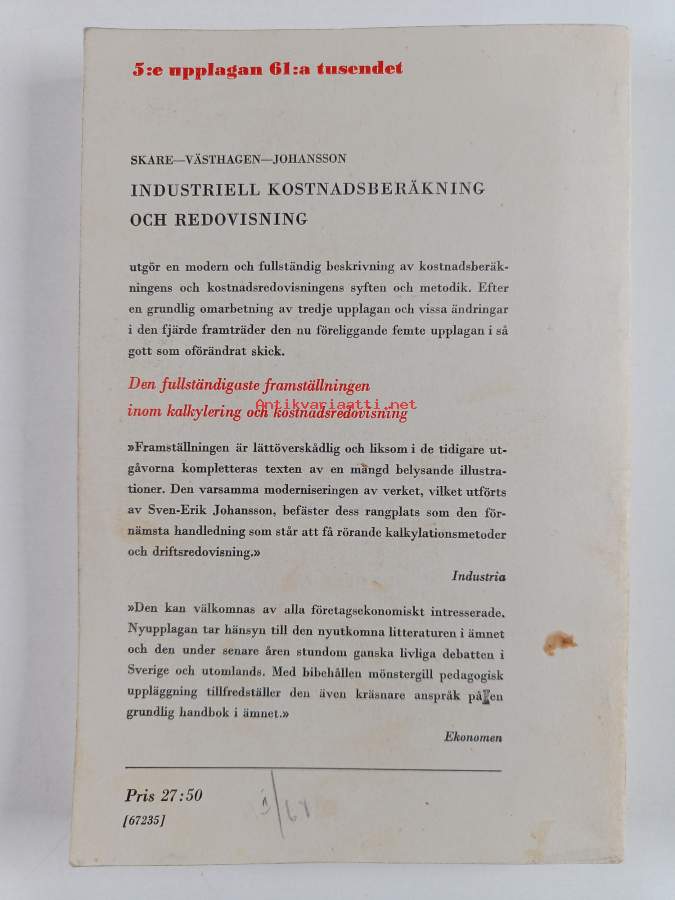 5:e upplagan 61:a tusendet
SKARE—VÄSTHAGEN—JOHANSSON
INDUSTRIELL KOSTNADSBERÄKNING
OCH REDOVISNING
utgör en modern och fullständig beskrivning av kostnadsberäk-
ningens och kostnadsredovisningens syften och metodik. Efter
en grundlig omarbetning av tredje upplagan och vissa ändringar
i den fjärde framträder den nu föreliggande femte upplagan i så
gott som oförändrat skick.
Den fullständigaste framställningen
Antikvariaatti.net
inom kalkylering och kostnadsredovisning
»Framställningen är lättöverskådlig och liksom i de tidigare ut-
gåvorna kompletteras texten av en mängd belysande illustra-
tioner. Den varsamma moderniseringen av verket, vilket utförts
av Sven-Erik Johansson, befäster dess rangplats som den för-
nämsta handledning som står att få rörande kalkylationsmetoder
och driftsredovisning.»
Industria
»Den kan välkomnas av alla företagsekonomiskt intresserade.
Nyupplagan tar hänsyn till den nyutkomna litteraturen i ämnet
och den under senare åren stundom ganska livliga debatten i
Sverige och utomlands. Med bibehållen mönstergill pedagogisk
uppläggning tillfredställer den även kräsnare anspråk på en
grundlig handbok i ämnet.»
Ekonomen
Pris 27:50
[67235]